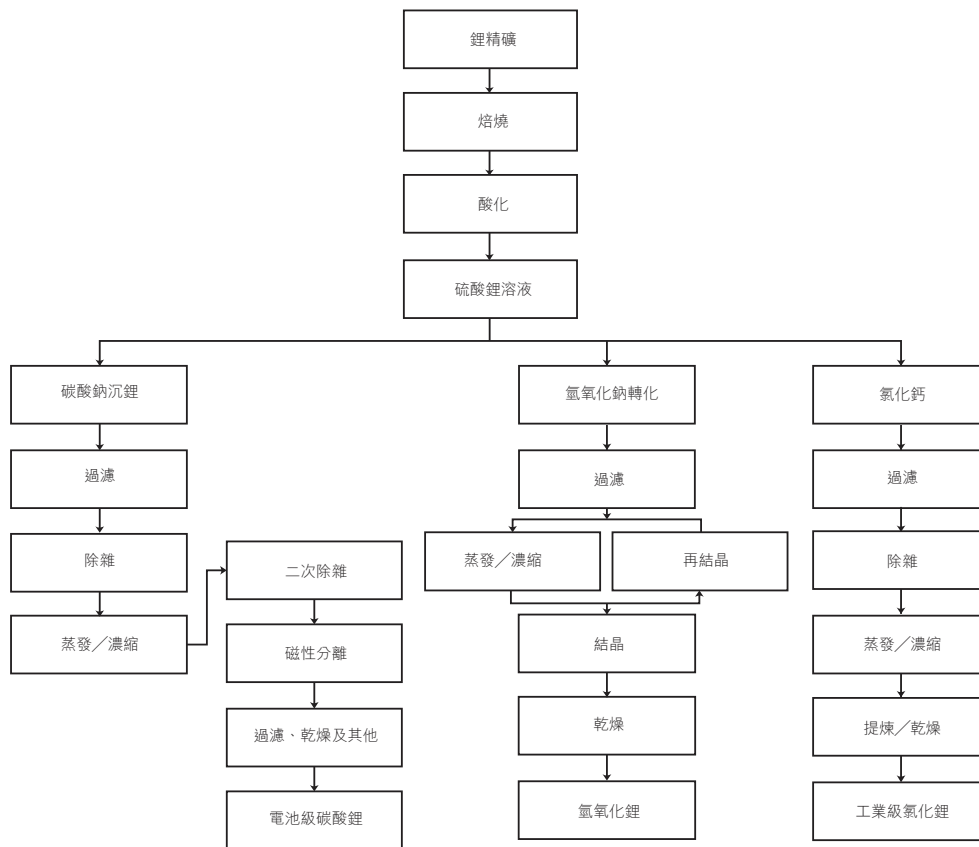 鋰精礦
焙燒
酸化
硫酸鋰溶液
碳酸鈉沉鋰
過濾
除雜
蒸發／濃縮
二次除雜
磁性分離
過濾、乾燥及其他
電池級碳酸鋰
氫氧化鈉轉化
過濾
蒸發／濃縮
再結晶
結晶
乾燥
氫氧化鋰
氯化鈣
過濾
除雜
蒸發／濃縮
提煉／乾燥
工業級氯化鋰